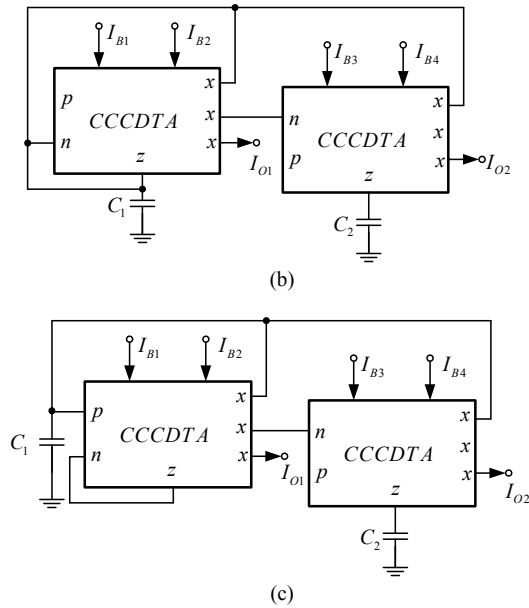 I_{B1} I_{B2} I_{B3} I_{B4}
p x x
CCCDTA x n CCCDTA x
n x p x
z I_{O1} z I_{O2}
C_1 C_2
(b)
I_{B1} I_{B2} I_{B3} I_{B4}
p x x
C_1 CCCDTA x n CCCDTA x
n x p x
z I_{O1} z I_{O2}
C_2
(c)